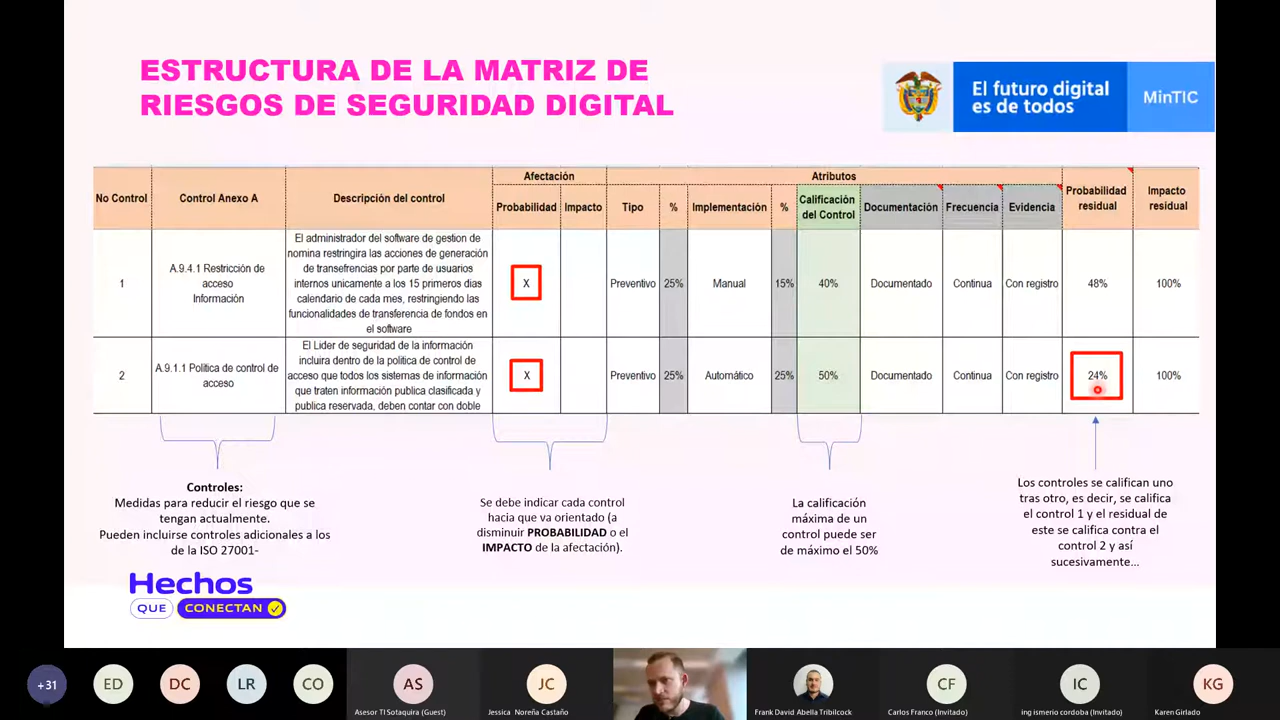 ESTRUCTURA DE LA MATRIZ DE
RIESGOS DE SEGURIDAD DIGITAL
El futuro digital
es de todos
MinTIC
No Control
Control Anexo A
Descripción del control
Afectación
Probabilidad
Impacto
Atributos
Tipo
%
Implementación
%
Calificación
del Control
Documentación
Frecuencia
Evidencia
Probabilidad
residual
Impacto
residual
1
A.9.4.1 Restricción de
acceso
Información
El administrador del software de gestion de
nomina restringira las acciones de generación
de transefrencias por parte de usuarios
internos unicamente a los 15 primeros dias
calendario de cada mes, restringiendo las
funcionalidades de transferencia de fondos en
el software
X
Preventivo
25%
Manual
15%
40%
Documentado
Continua
Con registro
48%
100%
2
A.9.1.1 Política de control de
acceso
El Lider de seguridad de la información
incluira dentro de la politica de control de
acceso que todos los sistemas de información
que traten información publica clasificada y
publica reservada, deben contar con doble
X
Preventivo
25%
Automático
25%
50%
Documentado
Continua
Con registro
24%
100%
Controles:
Medidas para reducir el riesgo que se
tengan actualmente.
Pueden incluirse controles adicionales a los
de la ISO 27001-
Se debe indicar cada control
hacia que va orientado (a
disminuir PROBABILIDAD o el
IMPACTO de la afectación).
La calificación
máxima de un
control puede ser
de máximo el 50%
Los controles se califican uno
tras otro, es decir, se califica
el control 1 y el residual de
este se califica contra el
control 2 y así
sucesivamente...
Hechos
QUE CONECTAN
+31
ED
DC
LR
CO
AS
Asesor TI Sotaquira (Guest)
JC
Jessica Noreña Castaño
Frank David Abella Tribilcock
CF
Carlos Franco (Invitado)
IC
ing ismerio cordoba (Invitado)
KG
Karen Girlado